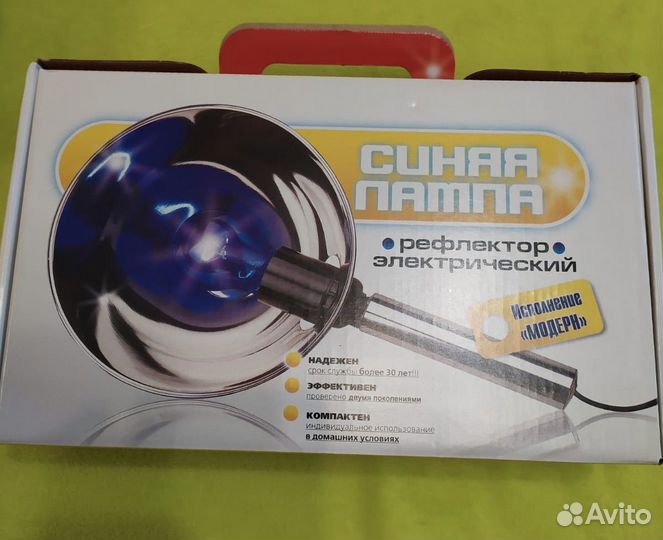 СИНЯЯ
ЛАМПА
рефлектор
электрический
Исполнение
«МОДЕРН»
НАДЕЖЕН
срок службы более 30 лет!!!
ЭФФЕКТИВЕН
проверено двумя поколениями
КОМПАКТЕН
индивидуальное использование
в домашних условиях
Avito